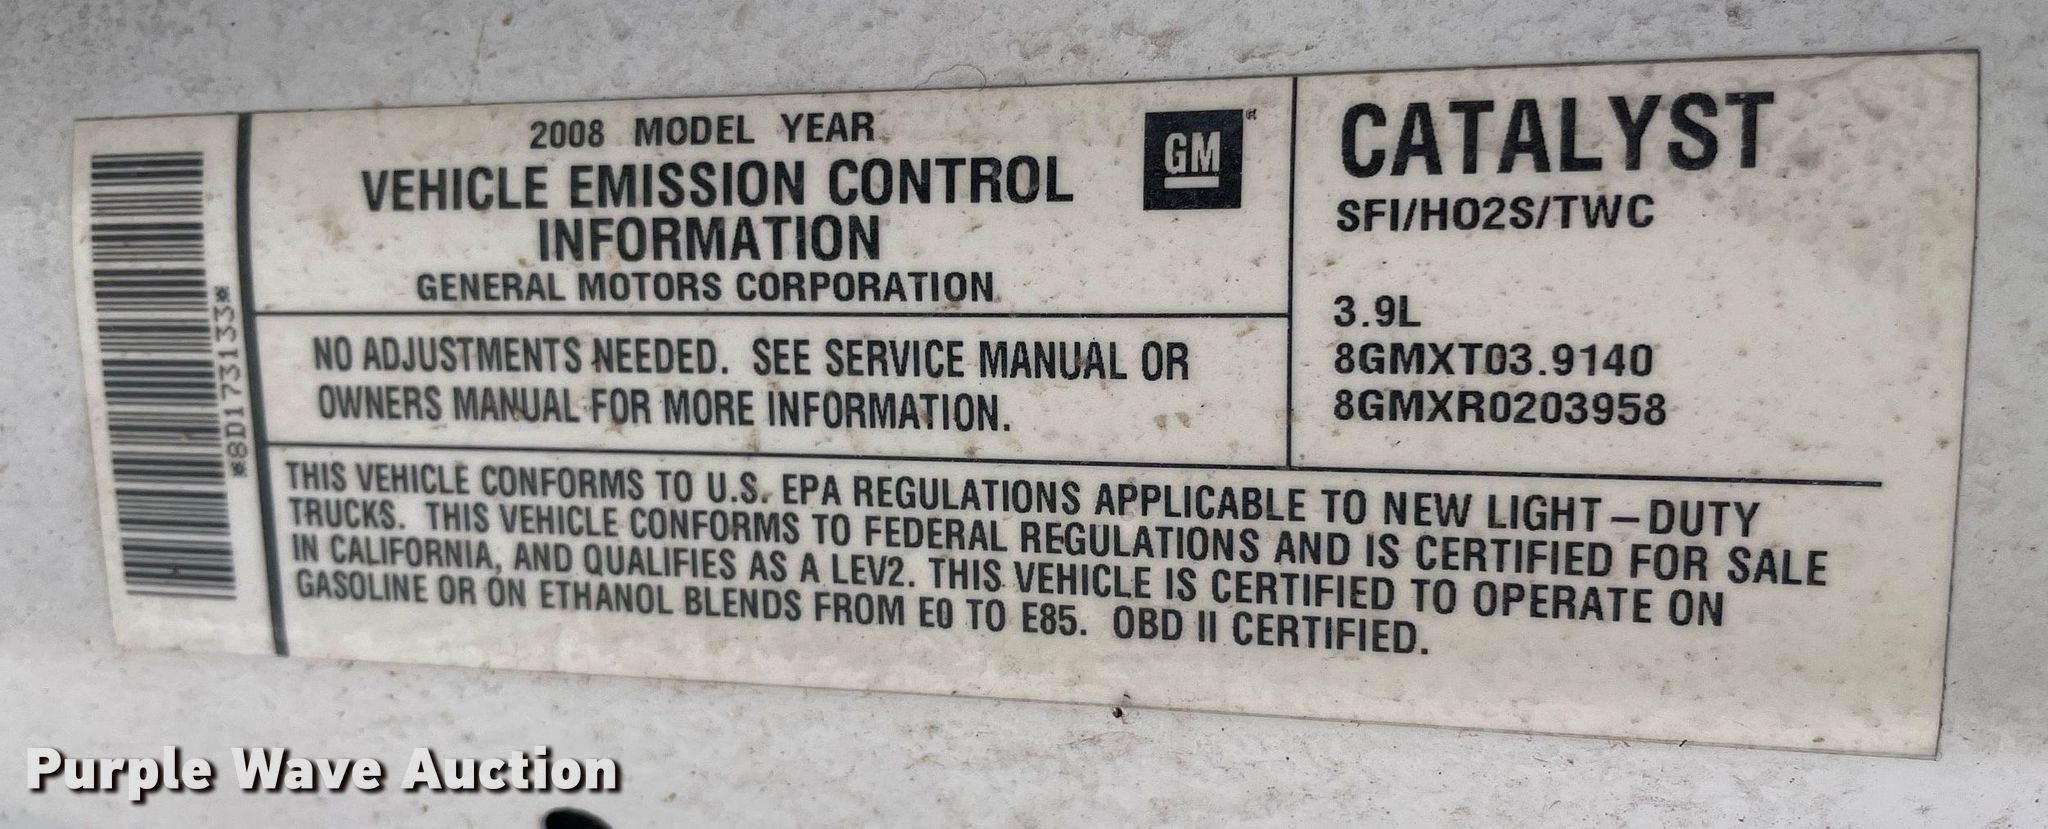 *8D173133*
2008 MODEL YEAR
VEHICLE EMISSION CONTROL
INFORMATION
GENERAL MOTORS CORPORATION
GM®
NO ADJUSTMENTS NEEDED. SEE SERVICE MANUAL OR
OWNERS MANUAL FOR MORE INFORMATION.
CATALYST
SFI/HO2S/TWC
3.9L
8GMXT03.9140
8GMXR0203958
THIS VEHICLE CONFORMS TO U.S. EPA REGULATIONS APPLICABLE TO NEW LIGHT-DUTY
TRUCKS. THIS VEHICLE CONFORMS TO FEDERAL REGULATIONS AND IS CERTIFIED FOR SALE
IN CALIFORNIA, AND QUALIFIES AS A LEV2. THIS VEHICLE IS CERTIFIED TO OPERATE ON
GASOLINE OR ON ETHANOL BLENDS FROM E0 TO E85. OBD II CERTIFIED.
Purple Wave Auction